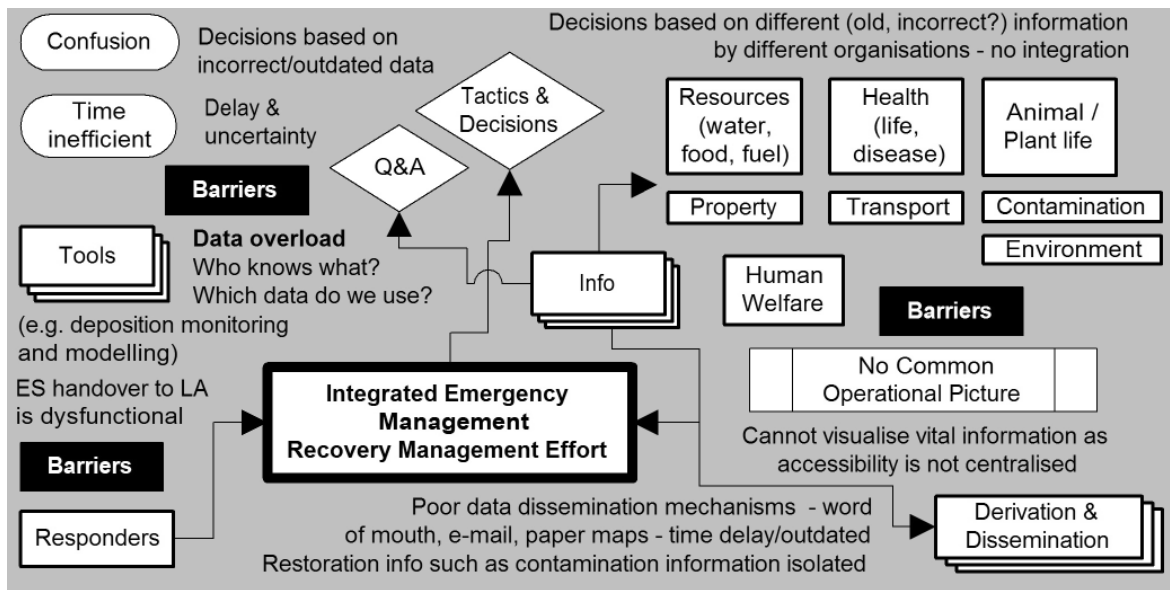 Confusion
Decisions based on
incorrect/outdated data
Time
inefficient
Delay &
uncertainty
Barriers
Tactics &
Decisions
Q&A
Decisions based on different (old, incorrect?) information
by different organisations - no integration
Resources
(water,
food, fuel)
Health
(life,
disease)
Animal /
Plant life
Property
Transport
Contamination
Environment
Tools
Data overload
Who knows what?
Which data do we use?
(e.g. deposition monitoring
and modelling)
Info
Human
Welfare
Barriers
No Common
Operational Picture
Cannot visualise vital information as
accessibility is not centralised
ES handover to LA
is dysfunctional
Barriers
Responders
Integrated Emergency
Management
Recovery Management Effort
Poor data dissemination mechanisms - word
of mouth, e-mail, paper maps - time delay/outdated
Restoration info such as contamination information isolated
Derivation &
Dissemination